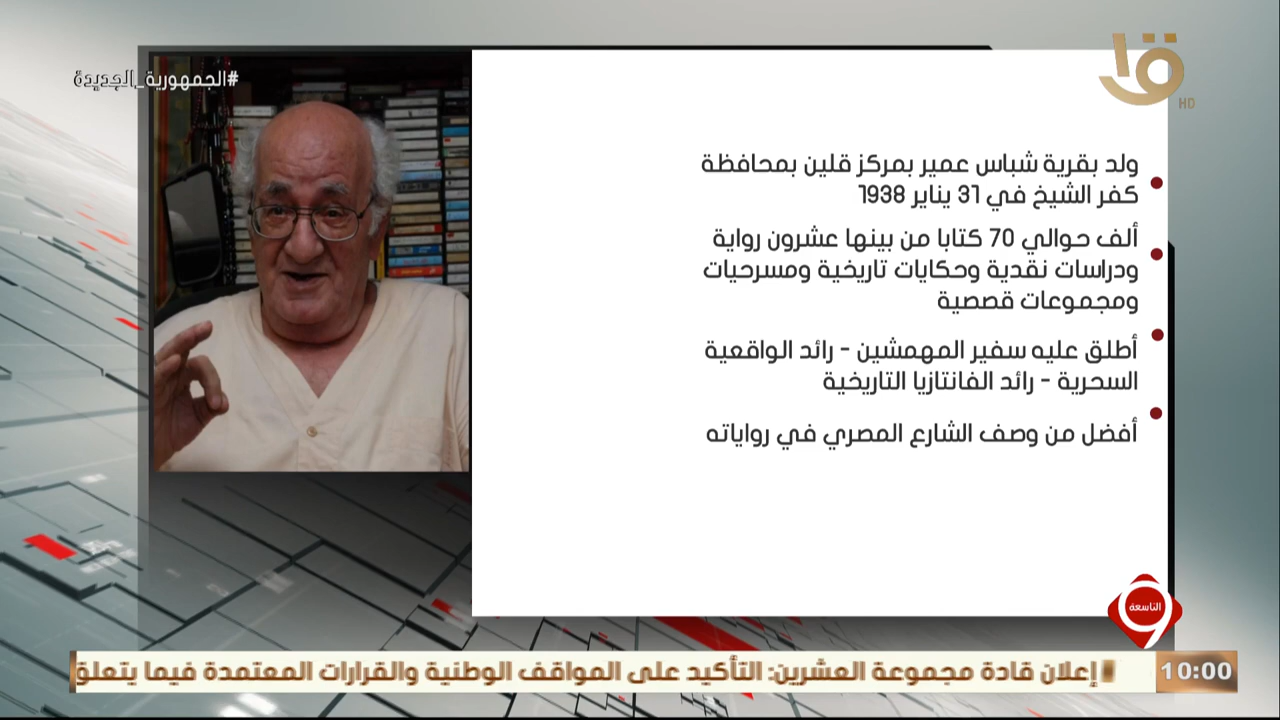 #الجمهورية_الجديدة
HD
ولد بقرية شباس عمير بمركز قلين بمحافظة
كفر الشيخ في 31 يناير 1938
ألف حوالي 70 كتابا من بينها عشرون رواية
ودراسات نقدية وحكايات تاريخية ومسرحيات
ومجموعات قصصية
أطلق عليه سفير المهمشين - رائد الواقعية
السحرية - رائد الفانتازيا التاريخية
أفضل من وصف الشارع المصري في رواياته
التاسعة
إعلان قادة مجموعة العشرين: التأكيد على المواقف الوطنية والقرارات المعتمدة فيما يتعلق
10:00